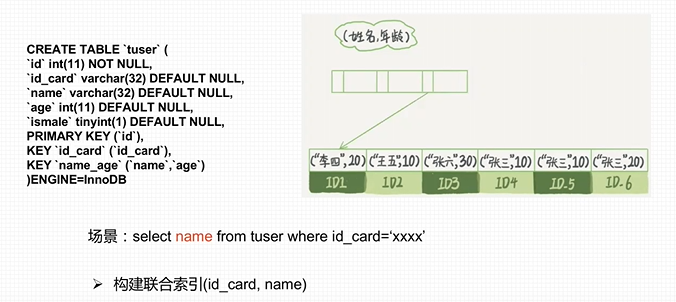 CREATE TABLE `tuser` (
`id` int(11) NOT NULL,
`id_card` varchar(32) DEFAULT NULL,
`name` varchar(32) DEFAULT NULL,
`age` int(11) DEFAULT NULL,
`ismale` tinyint(1) DEFAULT NULL,
PRIMARY KEY (`id`),
KEY `id_card` (`id_card`),
KEY `name_age` (`name`,`age`)
)ENGINE=InnoDB
(姓名,年龄)
("李四",20) ("王五",10) ("张六",30) ("张三",10) ("张三",10) ("张三",20)
ID1 ID2 ID3 ID4 ID.5 ID.6
场景：select name from tuser where id_card=‘xxxx’
➢ 构建联合索引(id_card, name)